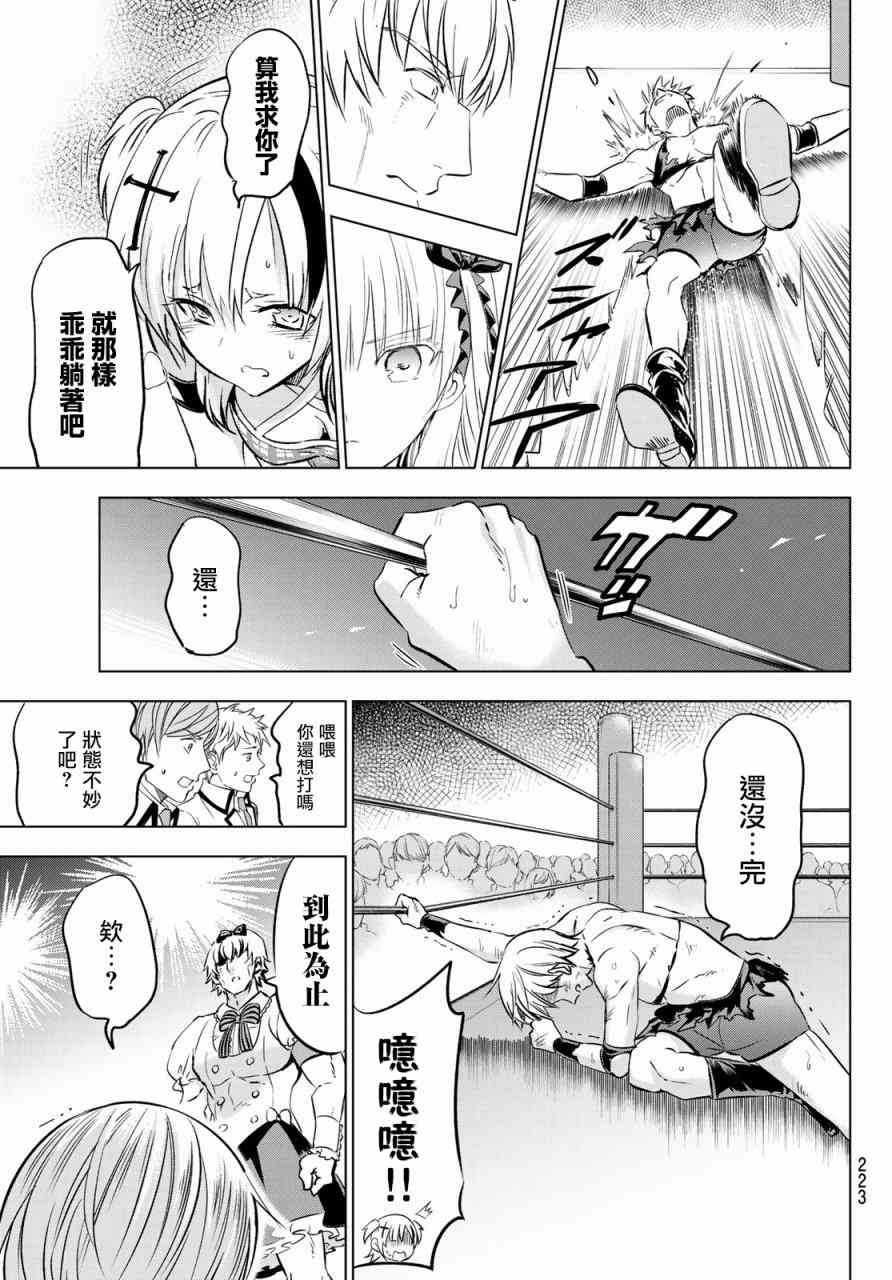 ズシャアア
算我求你了
就那樣
乖乖躺著吧
ガッ
還…
還沒…完
噫噫噫!!
喂喂
你還想打嗎
狀態不妙
了吧?
到此為止
欸…?
223